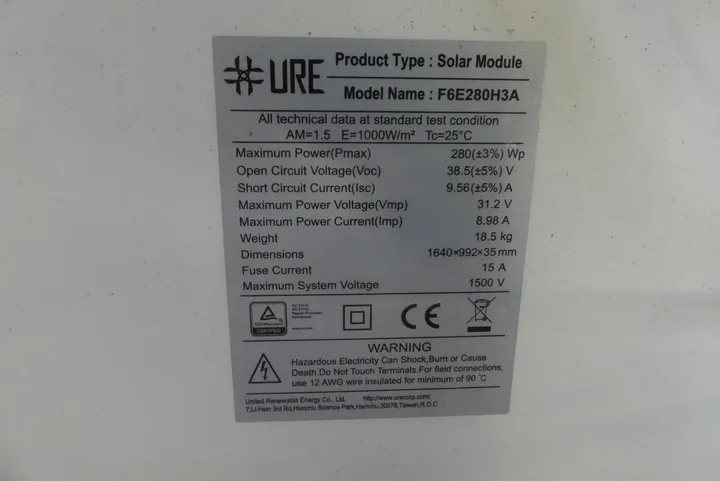 URE
Product Type : Solar Module
Model Name : F6E280H3A
All technical data at standard test condition
AM=1.5 E=1000W/m² Tc=25°C
Maximum Power(Pmax) 280(±3%) Wp
Open Circuit Voltage(Voc) 38.5(±5%) V
Short Circuit Current(Isc) 9.56(±5%) A
Maximum Power Voltage(Vmp) 31.2 V
Maximum Power Current(Imp) 8.98 A
Weight 18.5 kg
Dimensions 1640×992×35mm
Fuse Current 15 A
Maximum System Voltage 1500 V
CERTIFIED
CE
WARNING
Hazardous Electricity Can Shock,Burn or Cause
Death.Do Not Touch Terminals.For field connections,
use 12 AWG wire insulated for minimum of 90 °C
United Renewable Energy Co., Ltd. http://www.urecorp.com/
7,Li-Hsin 3rd Rd,Hsinchu Science Park,Hsinchu,30078,Taiwan,R.O.C